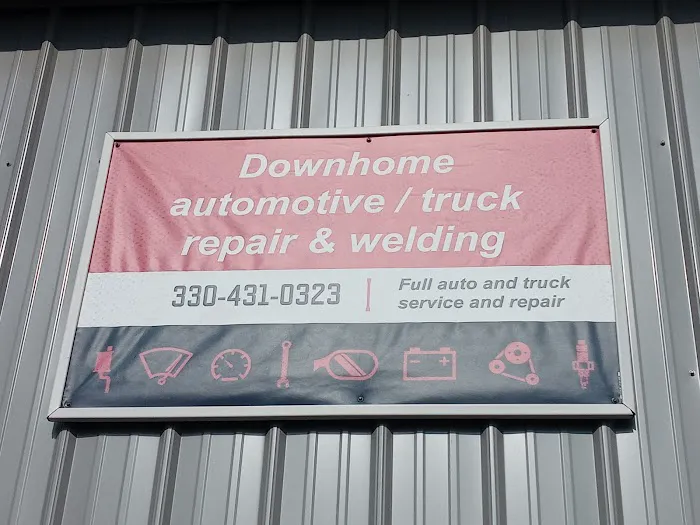 Downhome
automotive / truck
repair & welding
330-431-0323
Full auto and truck
service and repair